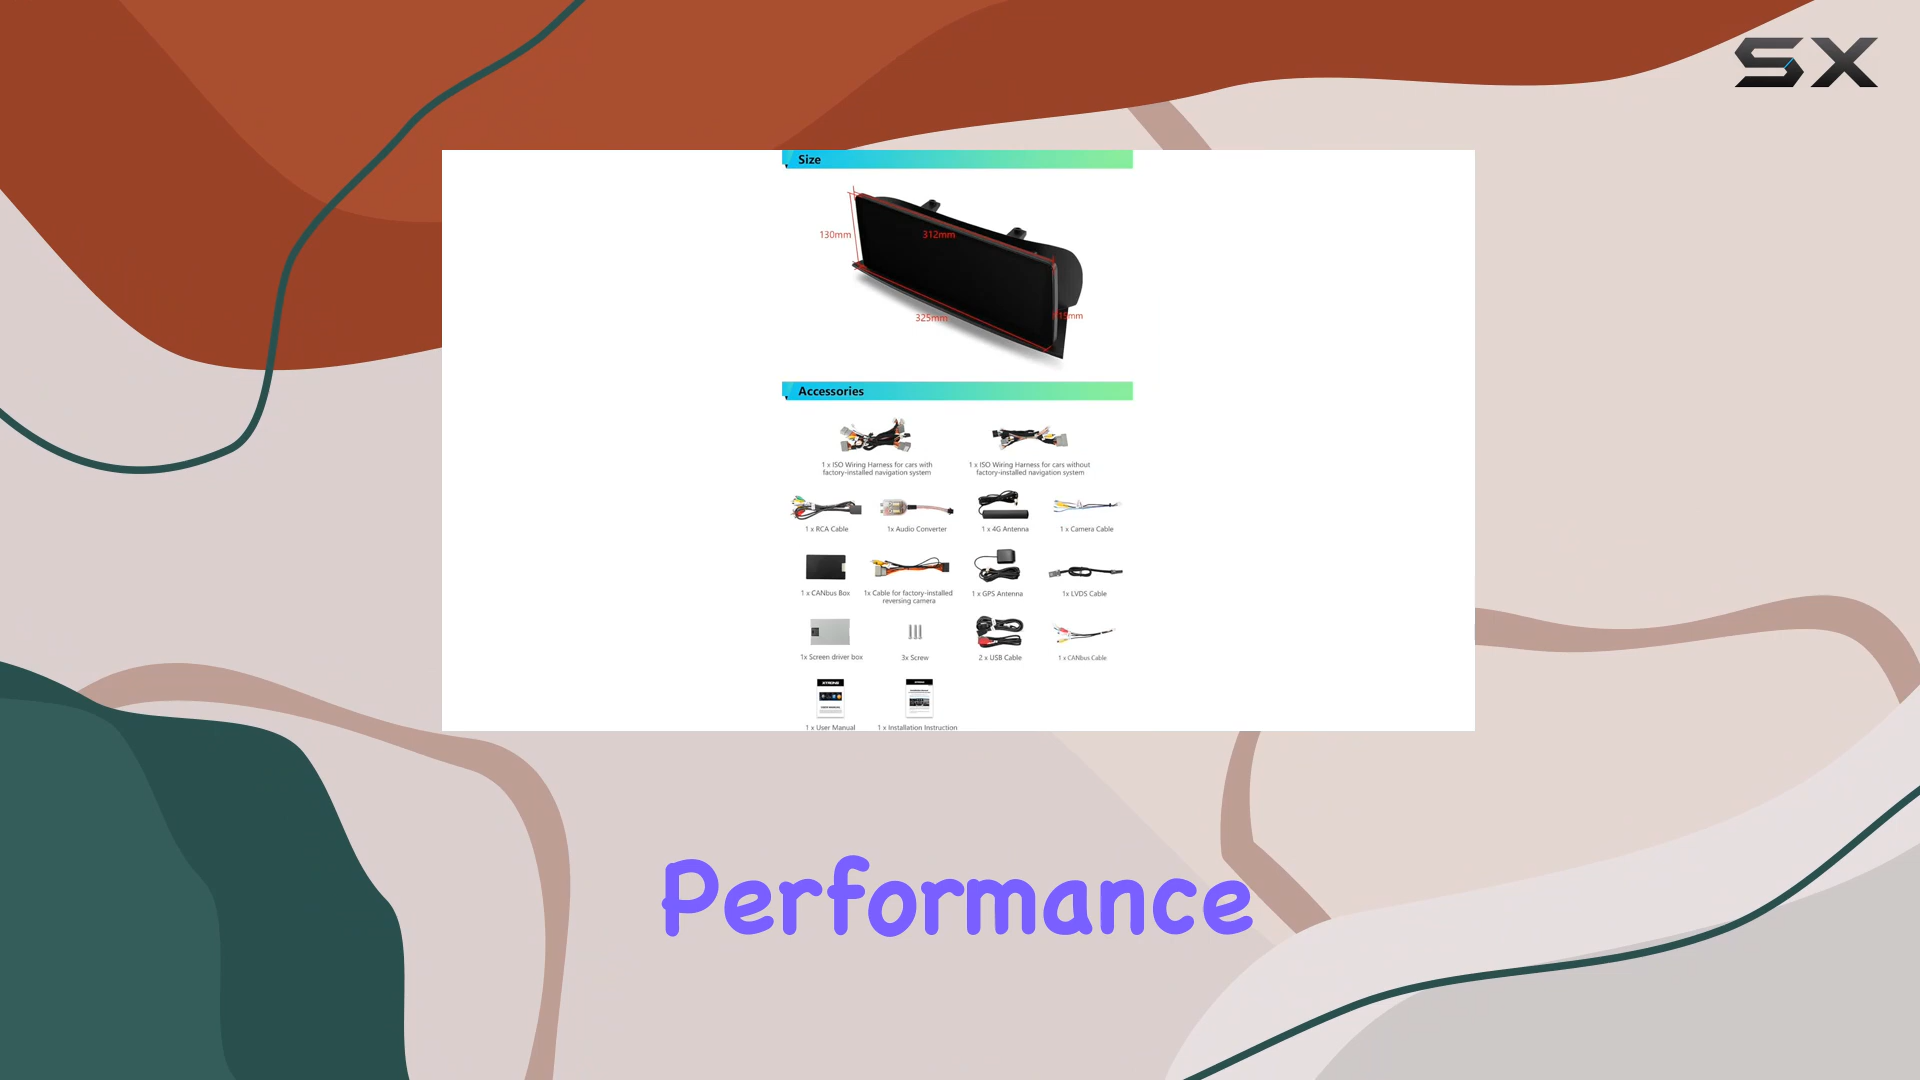 SX
Size
130mm
312mm
325mm
Accessories
1 x ISO Wiring Harness for cars with
factory-installed navigation system
1 x ISO Wiring Harness for cars without
factory-installed navigation system
1 x RCA Cable
1x Audio Converter
1 x 4G Antenna
1 x Camera Cable
1 x CANbus Box
1x Cable for factory-installed
reversing camera
1 x GPS Antenna
1x LVDS Cable
1x Screen driver box
3x Screw
2 x USB Cable
1 x CANbus Cable
XTRONS
1 x User Manual
1 x Installation Instruction
Performance